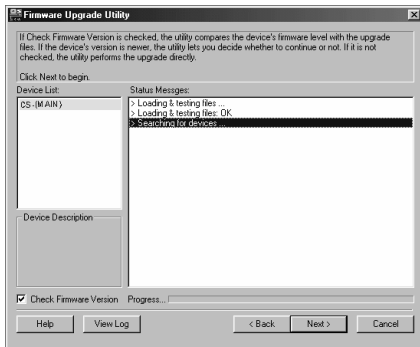 Firmware Upgrade Utility
If Check Firmware Version is checked, the utility compares the device's firmware level with the upgrade
files. If the device's version is newer, the utility lets you decide whether to continue or not. If it is not
checked, the utility performs the upgrade directly.
Click Next to begin.
Device List:
Status Messges:
CS-(MAIN)
> Loading & testing files ...
> Loading & testing files: OK
> Searching for devices ...
Device Description
Check Firmware Version Progress...
Help View Log < Back Next > Cancel